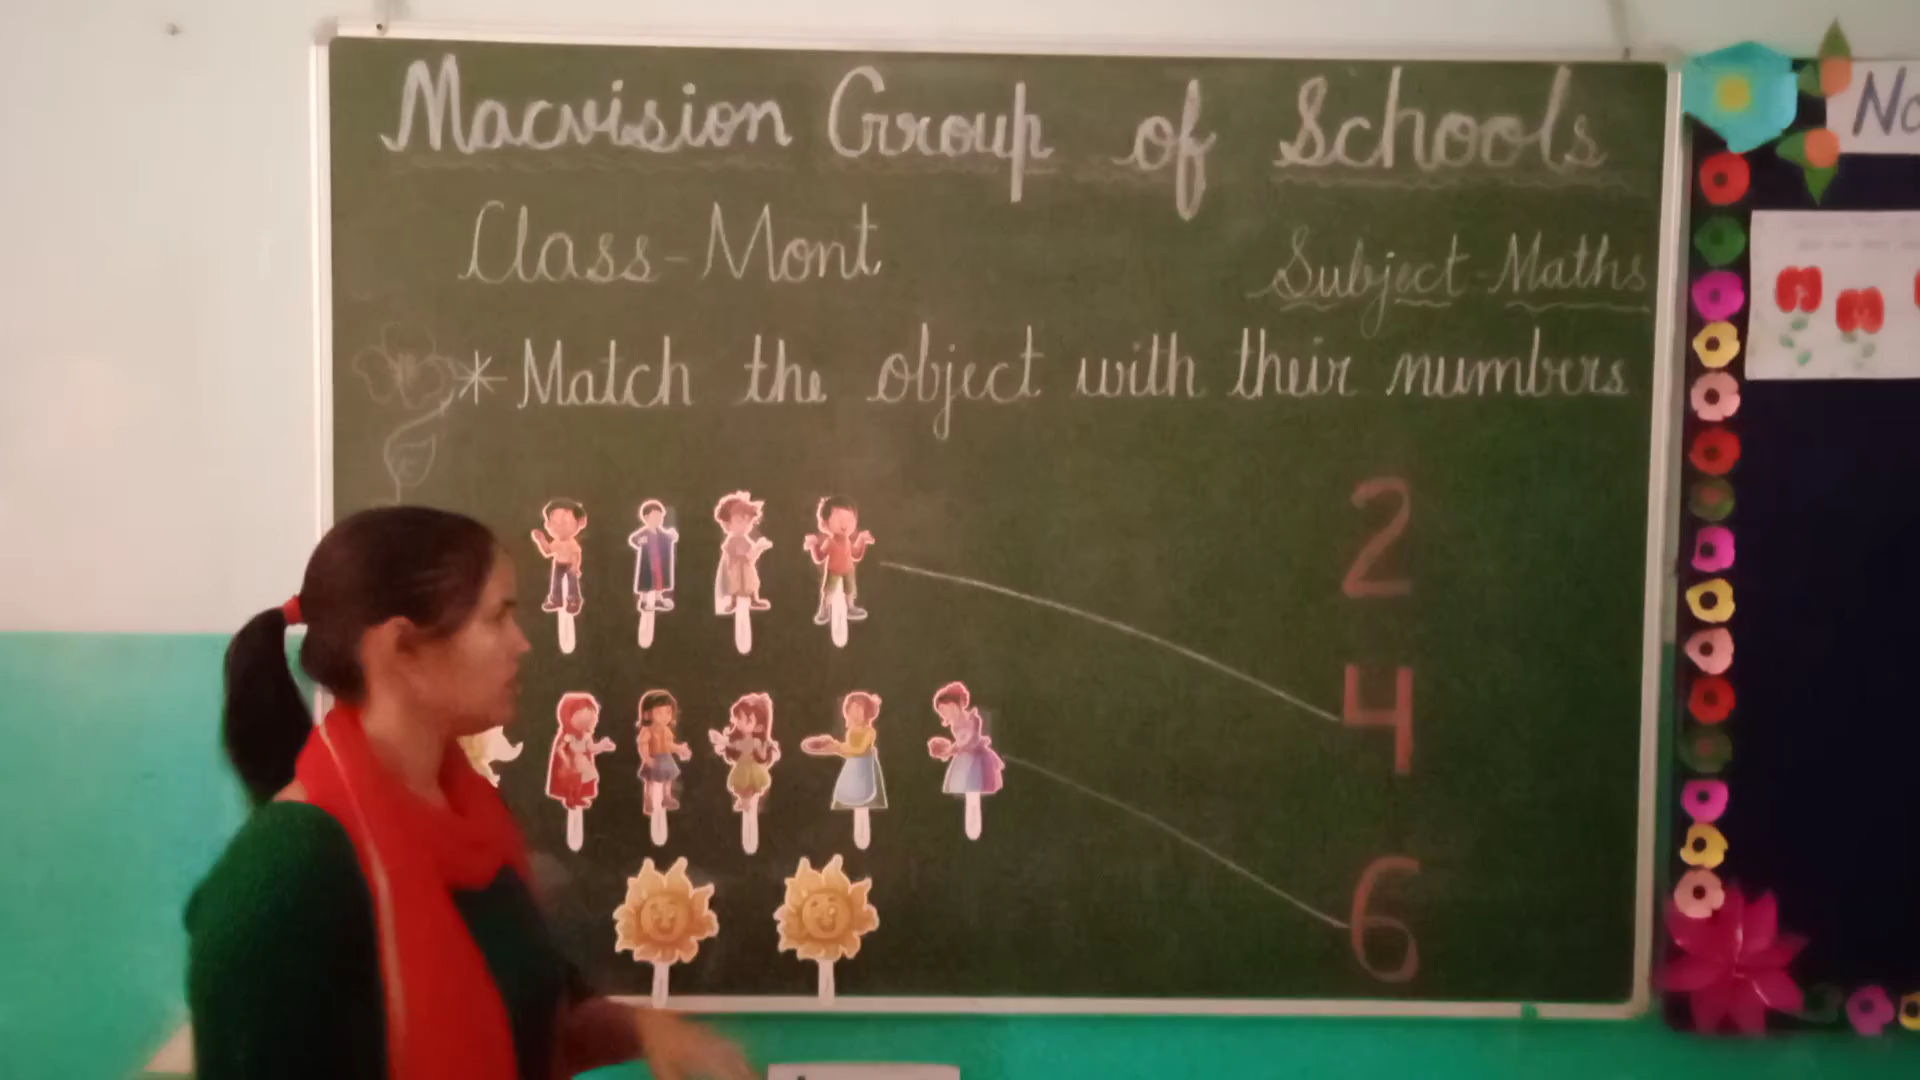 Macvision Group of Schools
Class-Mont
Subject-Maths
* Match the object with their numbers
2
4
6